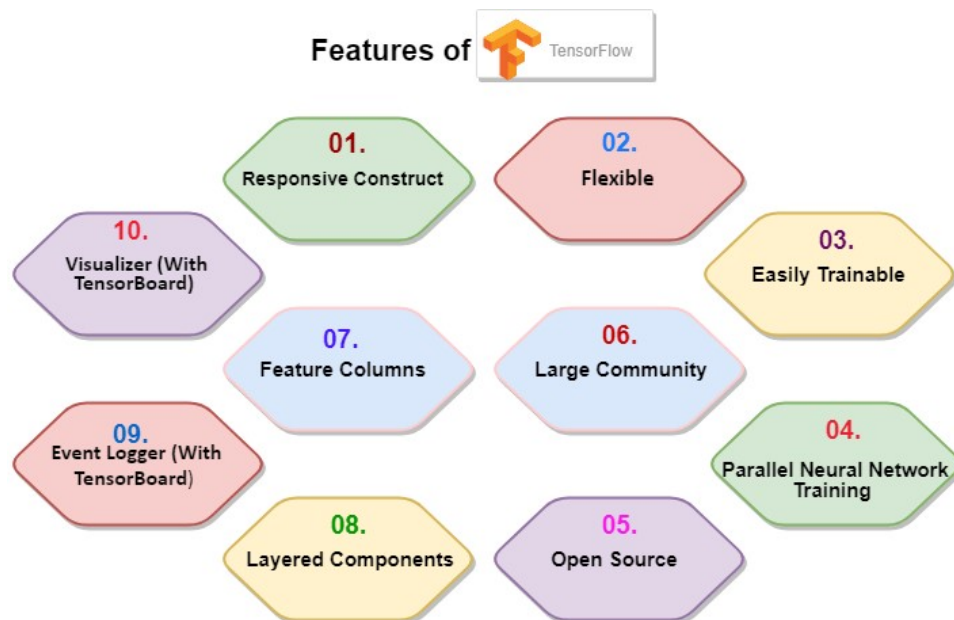 Features of TensorFlow
01.
Responsive Construct
02.
Flexible
10.
Visualizer (With
TensorBoard)
03.
Easily Trainable
07.
Feature Columns
06.
Large Community
09.
Event Logger (With
TensorBoard)
04.
Parallel Neural Network
Training
08.
Layered Components
05.
Open Source